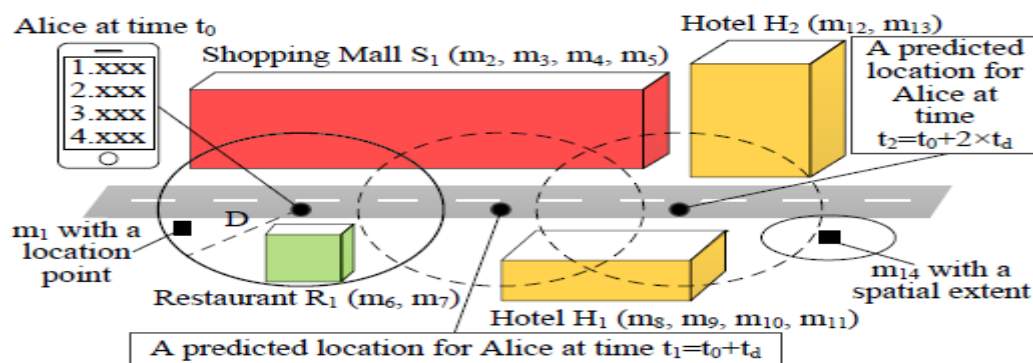 Alice at time t₀
1.xxx
2.xxx
3.xxx
4.xxx
Shopping Mall S₁ (m₂, m₃, m₄, m₅)
Hotel H₂ (m₁₂, m₁₃)
A predicted
location for
Alice at
time
t₂=t₀+2×t_d
D
m₁ with a
location
point
Restaurant R₁ (m₆, m₇)
Hotel H₁ (m₈, m₉, m₁₀, m₁₁)
m₁₄ with a
spatial extent
A predicted location for Alice at time t₁=t₀+t_d